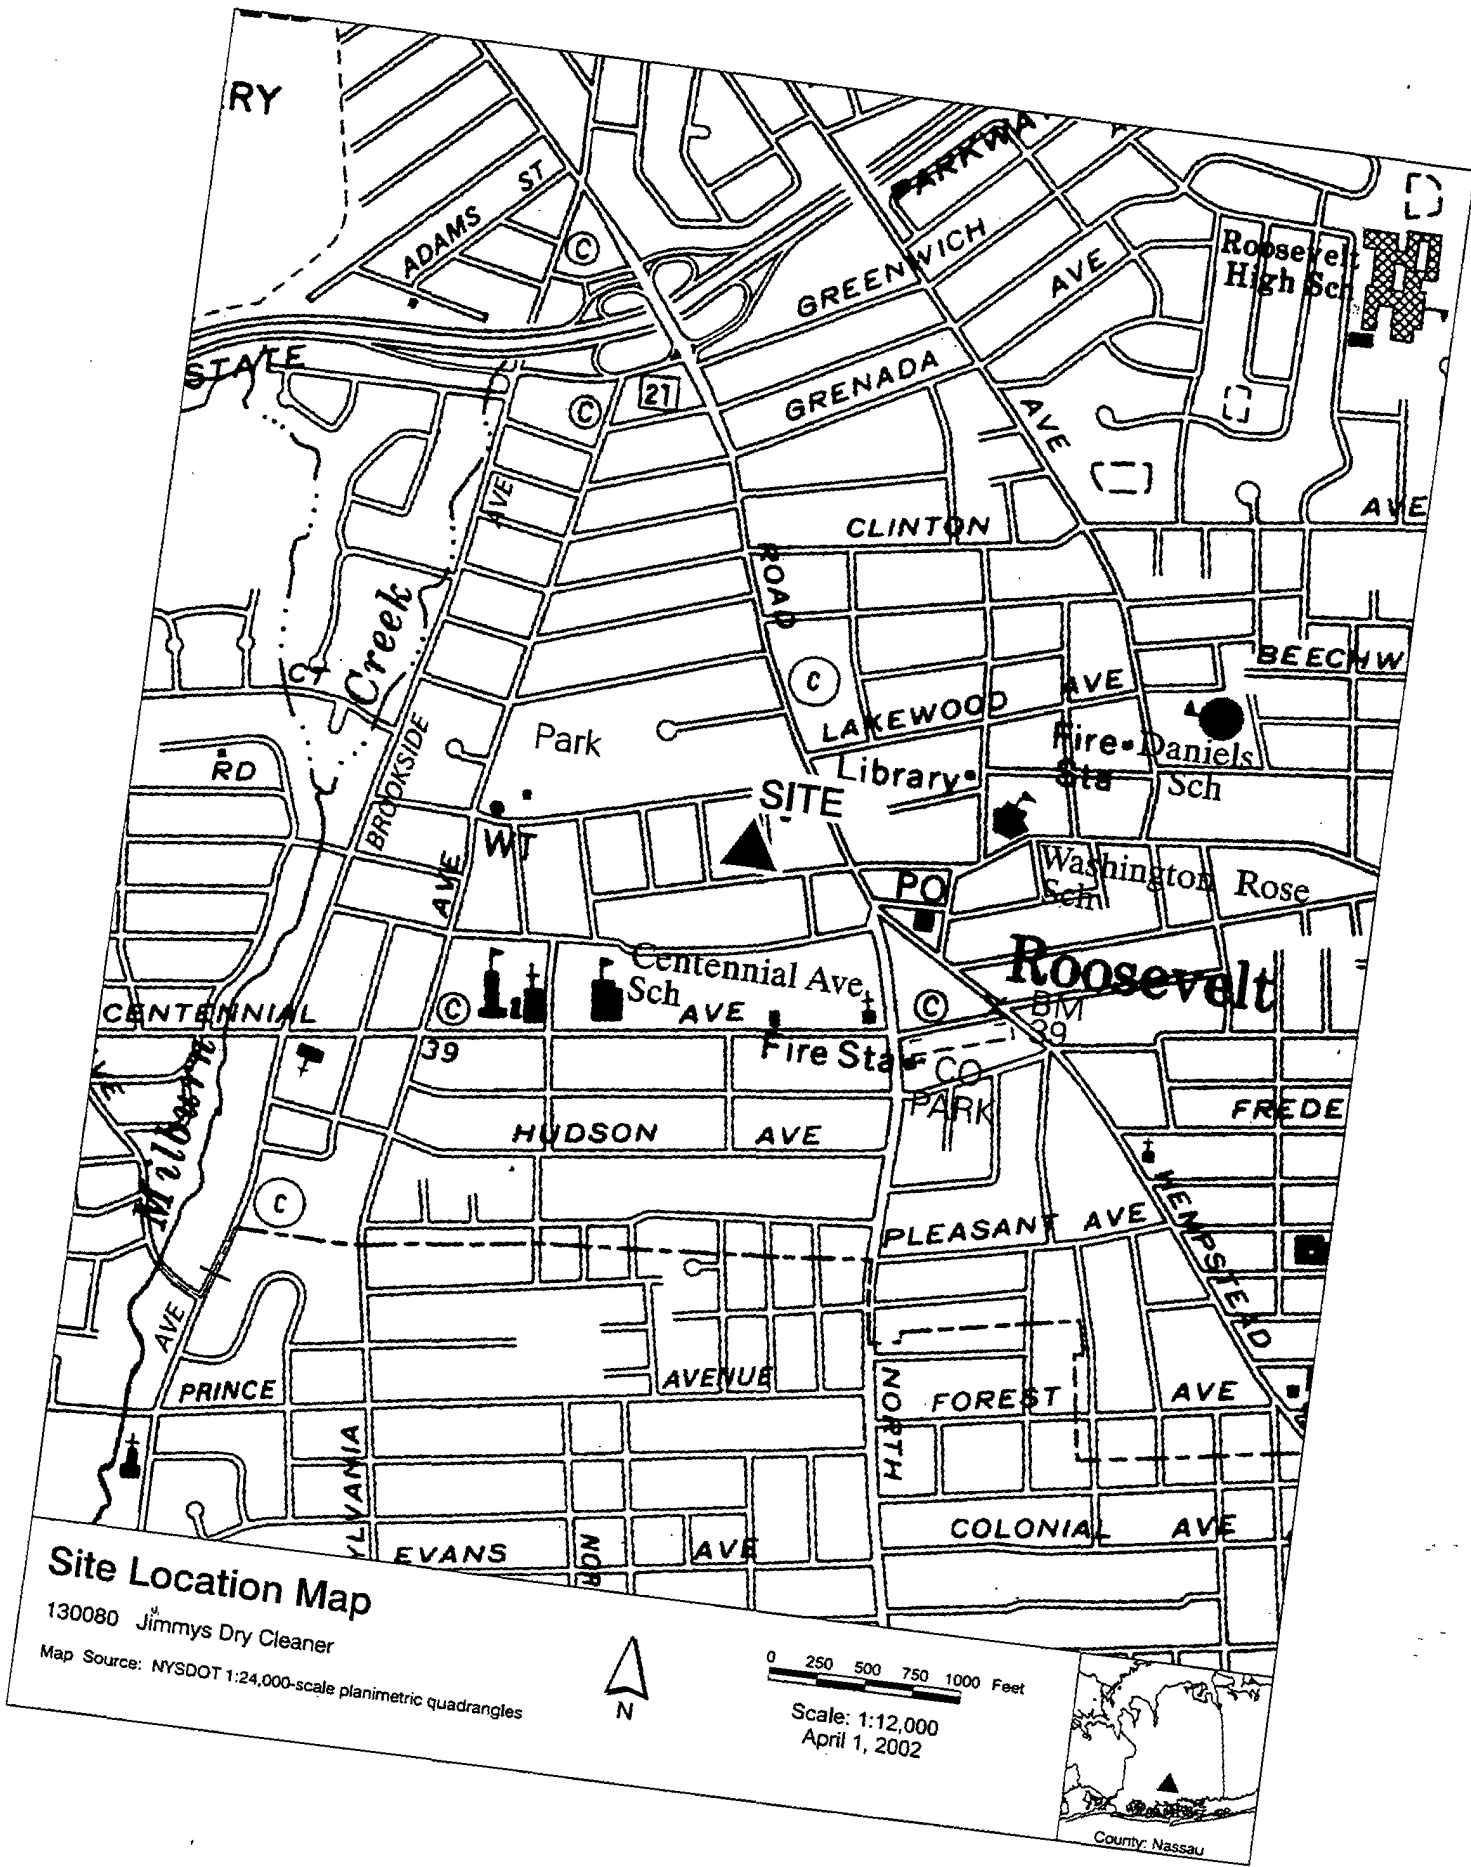 RY
PARKWA
ADAMS ST
C
GREENWICH
AVE
Roosevelt
High Sch
STATE
21
C
GRENADA
AVE
AVE
CLINTON
AVE
ROAD
Creek
CT
C
BEECHW
LAKEWOOD AVE
BROOKSIDE
Park
Fire
Sta
Daniels
Sch
RD
Library
SITE
WT
AVE
PO
Washington Rose
Sch
Roosevelt
Centennial Ave
Sch
C
C
CENTENNIAL
AVE
BM
39
39
Fire Sta
CO
PARK
Milburn
FREDE
HUDSON AVE
C
PLEASANT AVE
HEMPSTEAD
AVE
PRINCE
AVENUE
NORTH
FOREST
AVE
YLVANIA
COLONIAL AVE
EVANS
NOR
AVE
Site Location Map
130080 Jimmys Dry Cleaner
Map Source: NYSDOT 1:24,000-scale planimetric quadrangles
N
0 250 500 750 1000 Feet
Scale: 1:12,000
April 1, 2002
County: Nassau